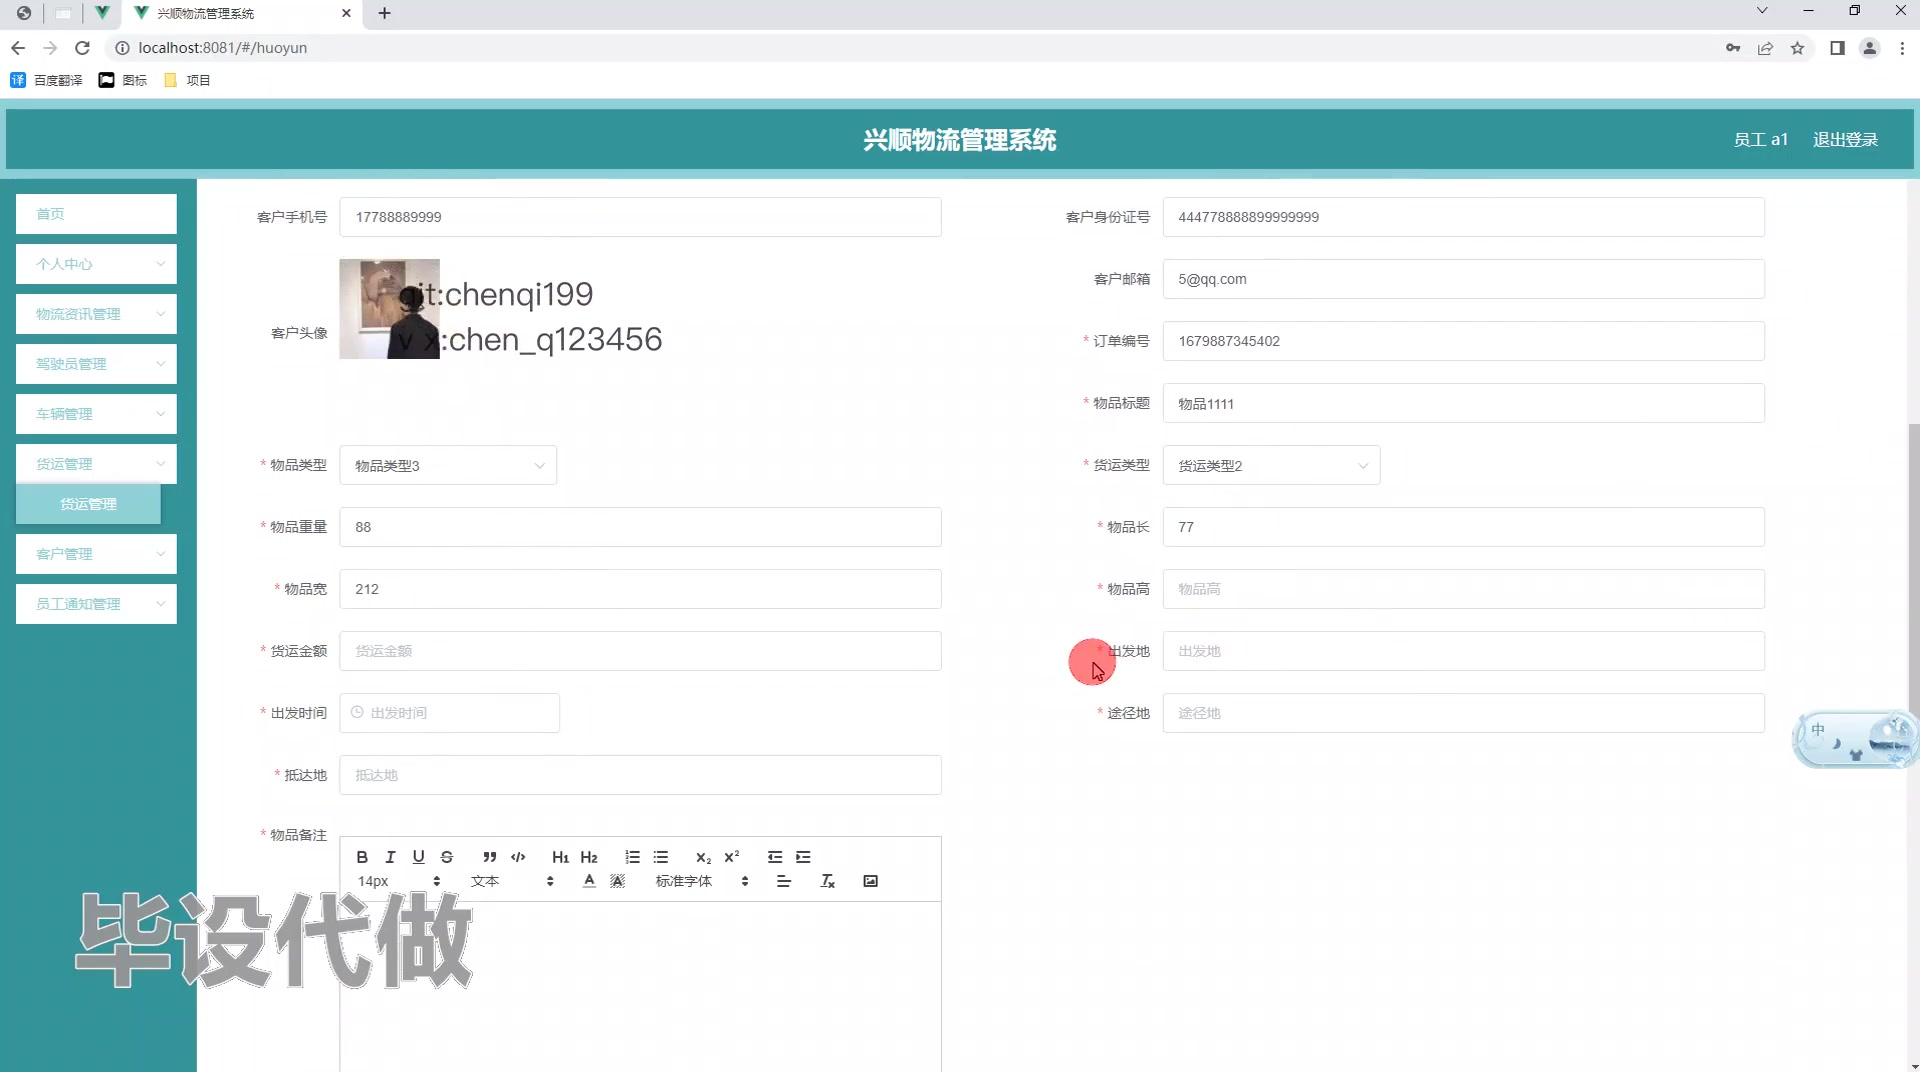 兴顺物流管理系统
localhost:8081/#/huoyun
百度翻译 图标 项目
兴顺物流管理系统
员工 a1 退出登录
首页
个人中心
物流资讯管理
驾驶员管理
车辆管理
货运管理
货运管理
客户管理
员工通知管理
客户手机号 17788889999
客户身份证号 444778888899999999
客户头像
git:chenqi199
v x:chen_q123456
客户邮箱 5@qq.com
* 订单编号 1679887345402
* 物品标题 物品1111
* 物品类型 物品类型3
* 货运类型 货运类型2
* 物品重量 88
* 物品长 77
* 物品宽 212
* 物品高 物品高
* 货运金额 货运金额
* 出发地 出发地
* 出发时间 出发时间
* 途径地 途径地
* 抵达地 抵达地
* 物品备注
B I U S H1 H2 x2 x2
14px 文本 A A 标准字体
中
毕设代做